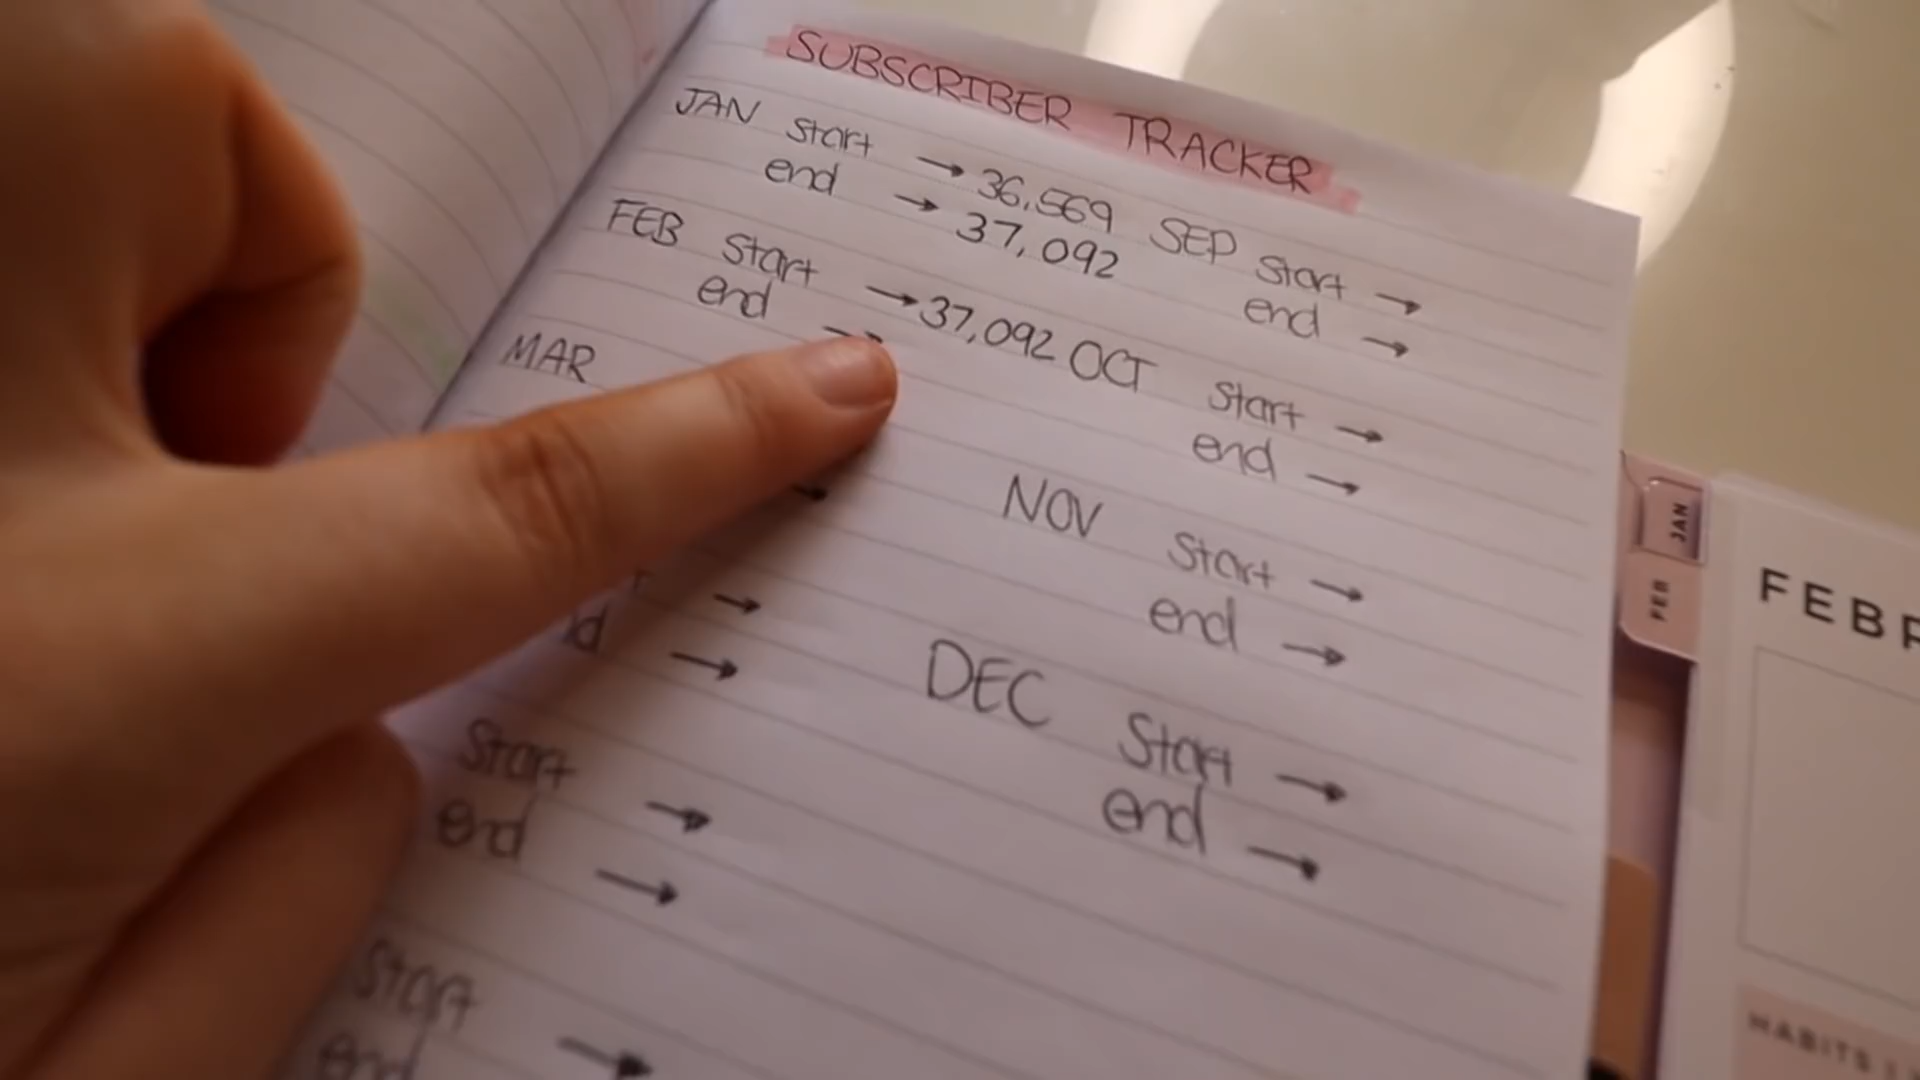 SUBSCRIBER TRACKER
JAN start → 36,569
end → 37,092
FEB start → 37,092
end →
MAR
→
→
→
start →
end →
start →
end
SEP start →
end →
OCT start →
end →
NOV start →
end →
DEC start →
end →
JAN
FEB
FEBR
HABITS